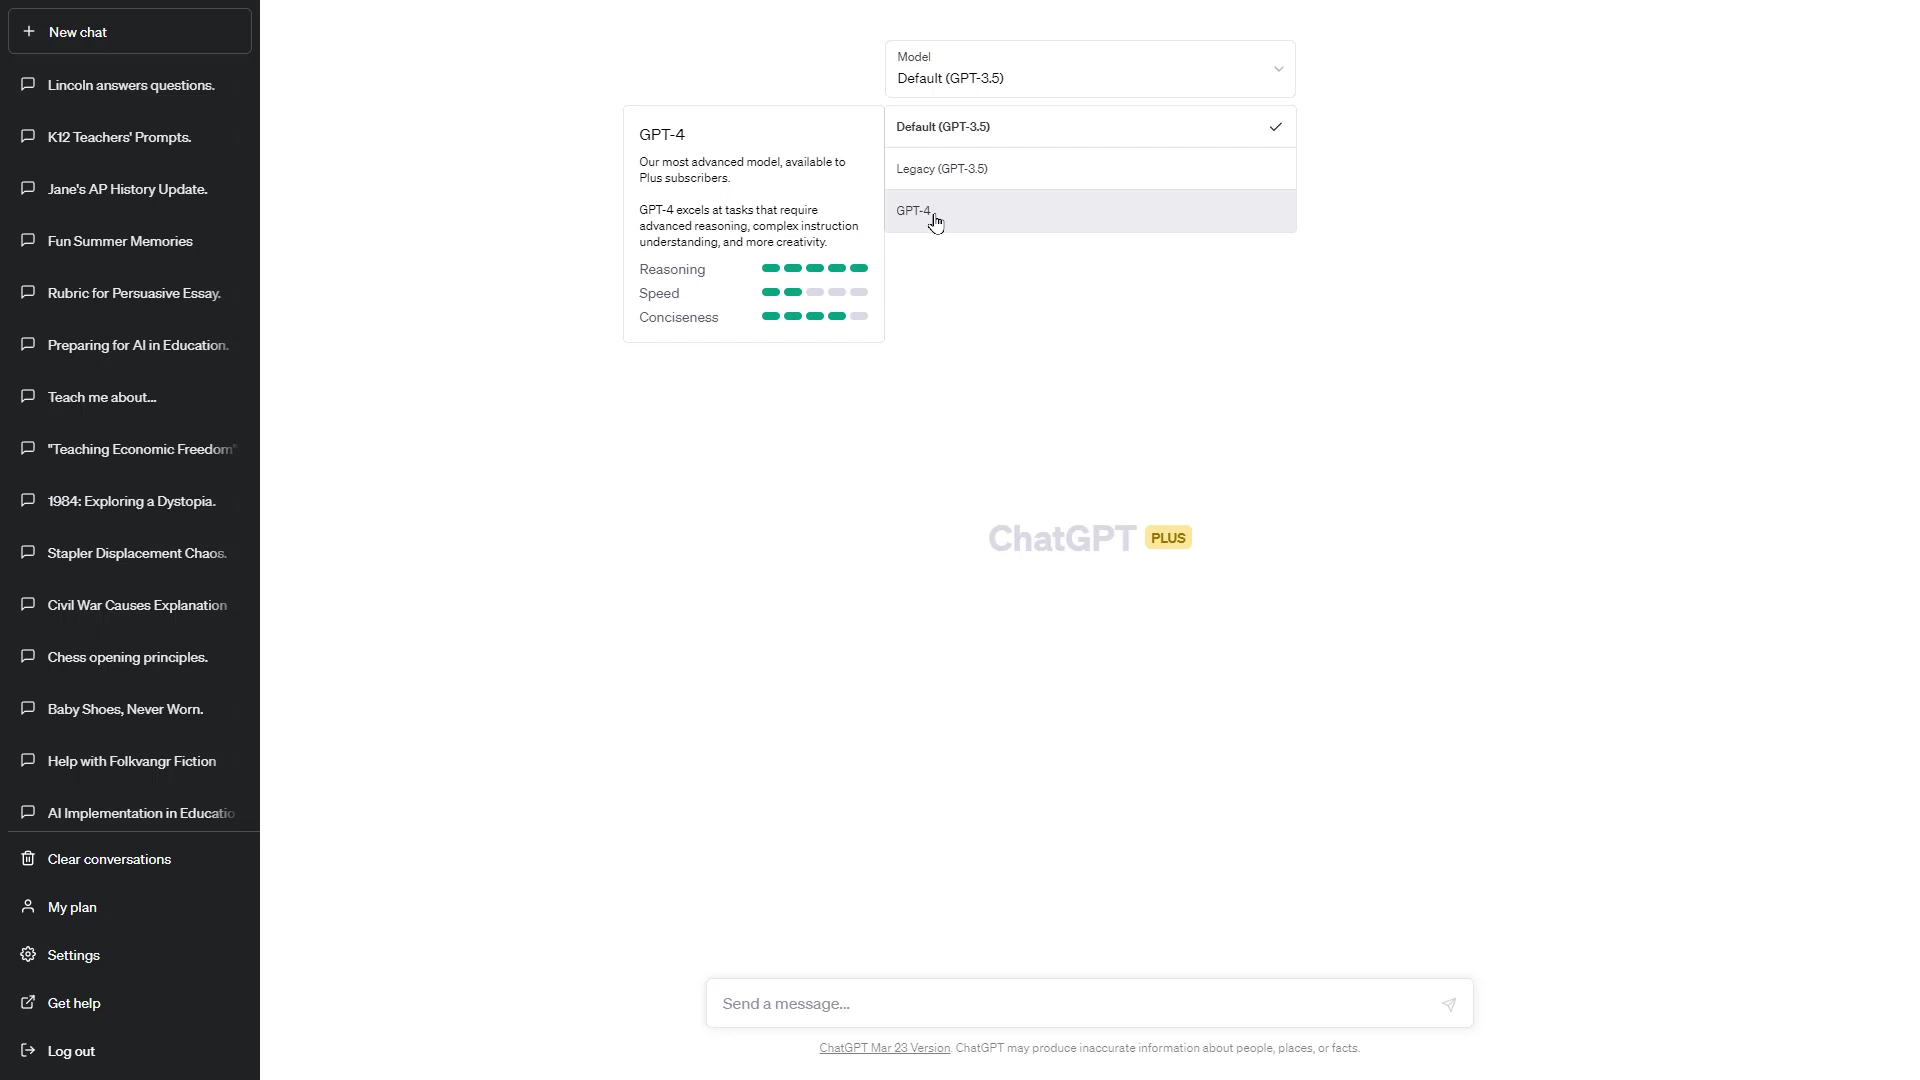 New chat
Lincoln answers questions.
K12 Teachers' Prompts.
Jane's AP History Update.
Fun Summer Memories
Rubric for Persuasive Essay.
Preparing for AI in Education.
Teach me about...
"Teaching Economic Freedom"
1984: Exploring a Dystopia.
Stapler Displacement Chaos.
Civil War Causes Explanation
Chess opening principles.
Baby Shoes, Never Worn.
Help with Folkvangr Fiction
AI Implementation in Educatio
Clear conversations
My plan
Settings
Get help
Log out
Model
Default (GPT-3.5)
Default (GPT-3.5)
Legacy (GPT-3.5)
GPT-4
GPT-4
Our most advanced model, available to
Plus subscribers.
GPT-4 excels at tasks that require
advanced reasoning, complex instruction
understanding, and more creativity.
Reasoning
Speed
Conciseness
ChatGPT PLUS
Send a message...
ChatGPT Mar 23 Version. ChatGPT may produce inaccurate information about people, places, or facts.